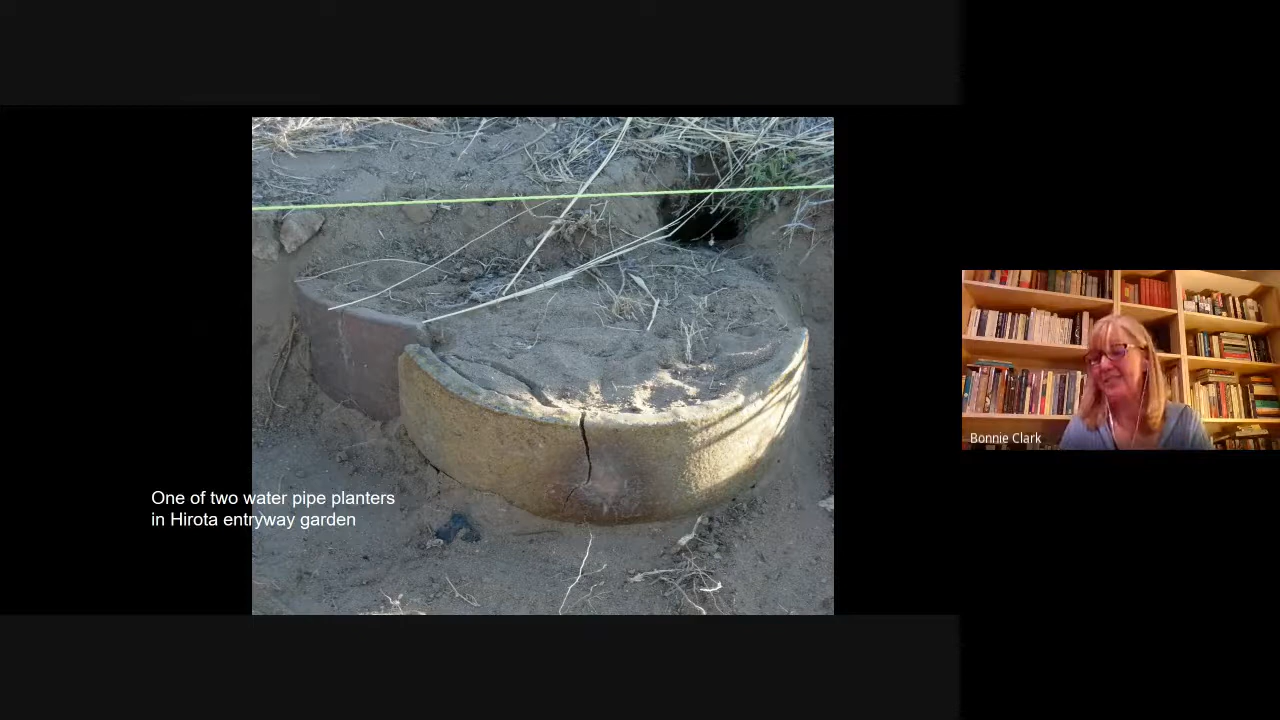 One of two water pipe planters
in Hirota entryway garden
Bonnie Clark